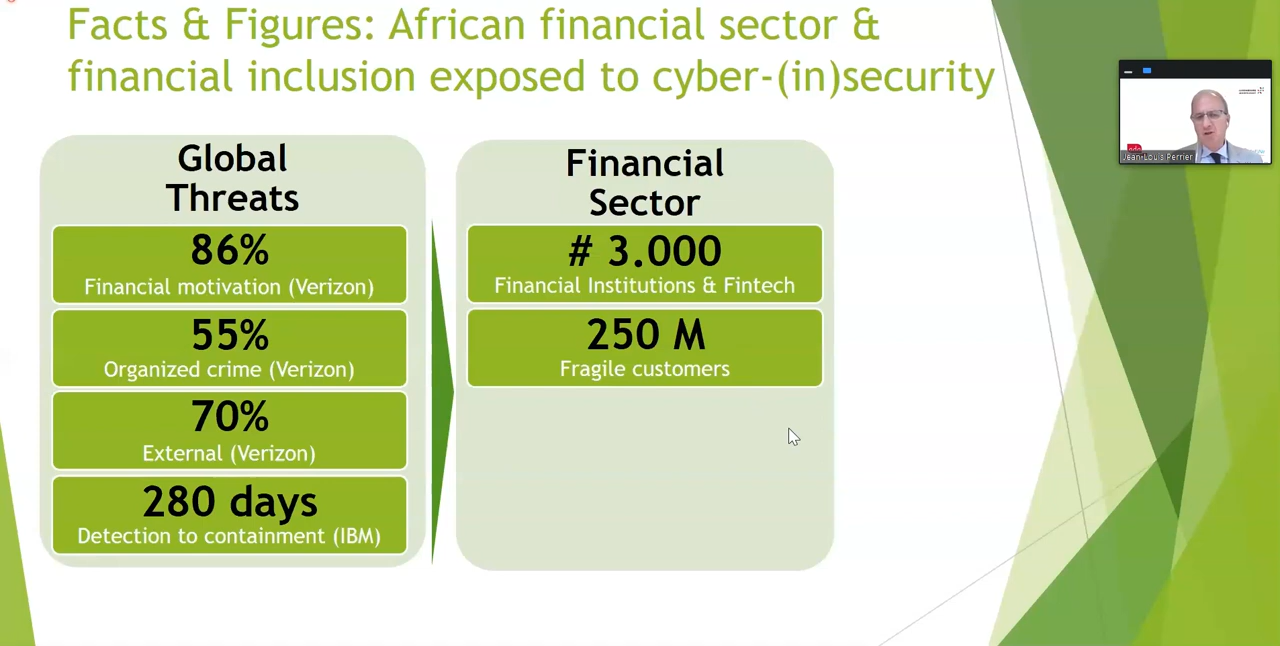 Facts & Figures: African financial sector &
financial inclusion exposed to cyber-(in)security
Global
Threats
86%
Financial motivation (Verizon)
55%
Organized crime (Verizon)
70%
External (Verizon)
280 days
Detection to containment (IBM)
Financial
Sector
# 3.000
Financial Institutions & Fintech
250 M
Fragile customers
Jean-Louis Perrier